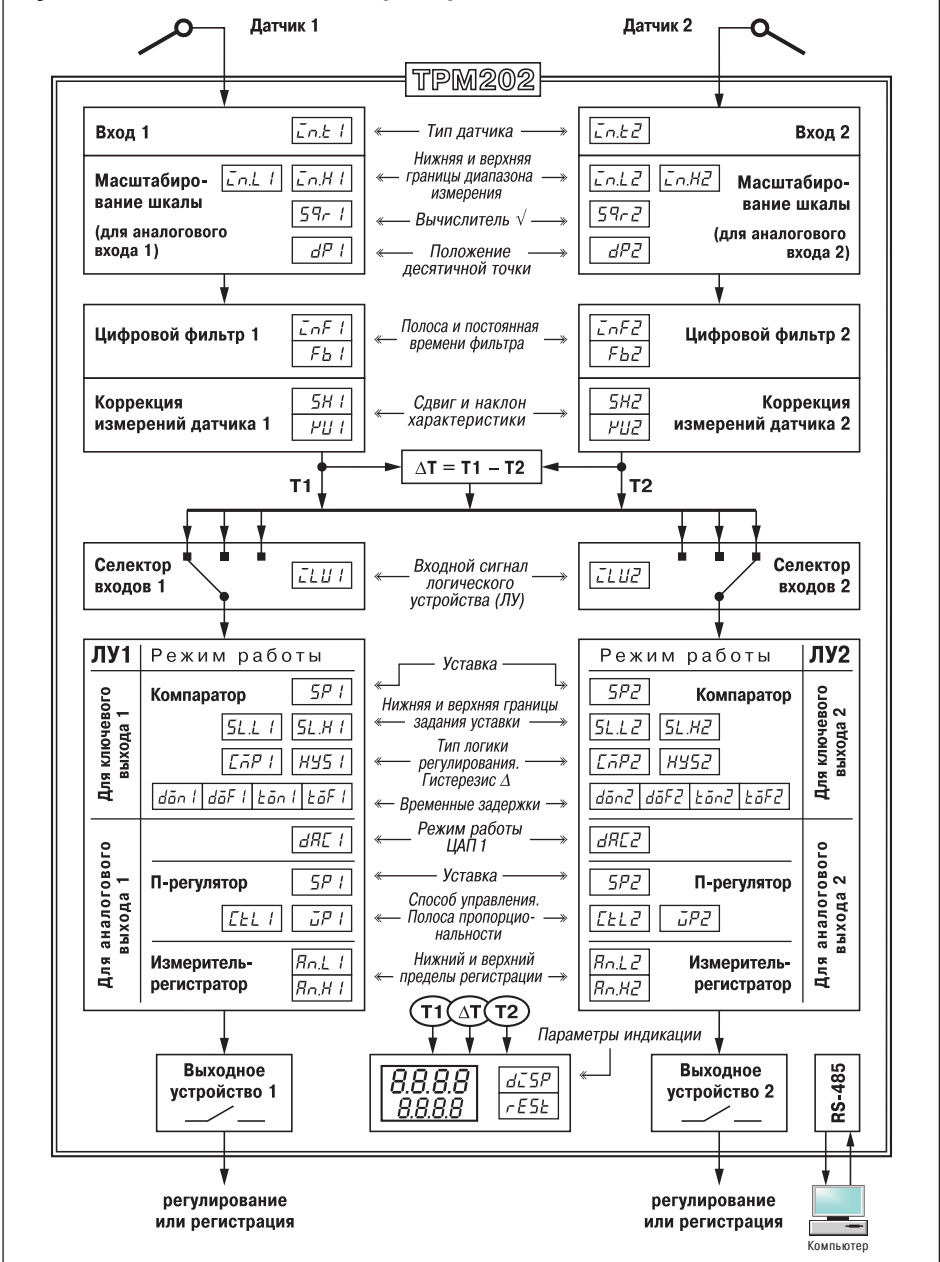 Датчик 1
Датчик 2
ТРМ202
Вход 1
in.t1
Тип датчика
in.t2
Вход 2
Масштабиро-
вание шкалы
(для аналогового
входа 1)
in.L1
in.H1
Нижняя и верхняя
границы диапазона
измерения
in.L2
in.H2
Масштабиро-
вание шкалы
(для аналогового
входа 2)
Sqr1
Вычислитель √
Sqr2
dP1
Положение
десятичной точки
dP2
Цифровой фильтр 1
inF1
Fb1
Полоса и постоянная
времени фильтра
inF2
Fb2
Цифровой фильтр 2
Коррекция
измерений датчика 1
SH1
KU1
Сдвиг и наклон
характеристики
SH2
KU2
Коррекция
измерений датчика 2
T1
ΔT = T1 – T2
T2
Селектор
входов 1
iLU1
Входной сигнал
логического
устройства (ЛУ)
iLU2
Селектор
входов 2
ЛУ1
Режим работы
Режим работы
ЛУ2
Для ключевого
выхода 1
Компаратор
SP1
Уставка
SP2
Компаратор
Для ключевого
выхода 2
SL.L1
SL.H1
Нижняя и верхняя границы
задания уставки
SL.L2
SL.H2
CmP1
HYS1
Тип логики
регулирования.
Гистерезис Δ
CmP2
HYS2
don1
doF1
ton1
toF1
Временные задержки
don2
doF2
ton2
toF2
Для аналогового
выхода 1
dAC1
Режим работы
ЦАП 1
dAC2
Для аналогового
выхода 2
П-регулятор
SP1
Уставка
SP2
П-регулятор
CtL1
uP1
Способ управления.
Полоса пропорцио-
нальности
CtL2
uP2
Измеритель-
регистратор
An.L1
An.H1
Нижний и верхний
пределы регистрации
An.L2
An.H2
Измеритель-
регистратор
T1
ΔT
T2
Параметры индикации
Выходное
устройство 1
8.8.8.8
8.8.8.8
diSP
rESt
Выходное
устройство 2
RS-485
регулирование
или регистрация
регулирование
или регистрация
Компьютер